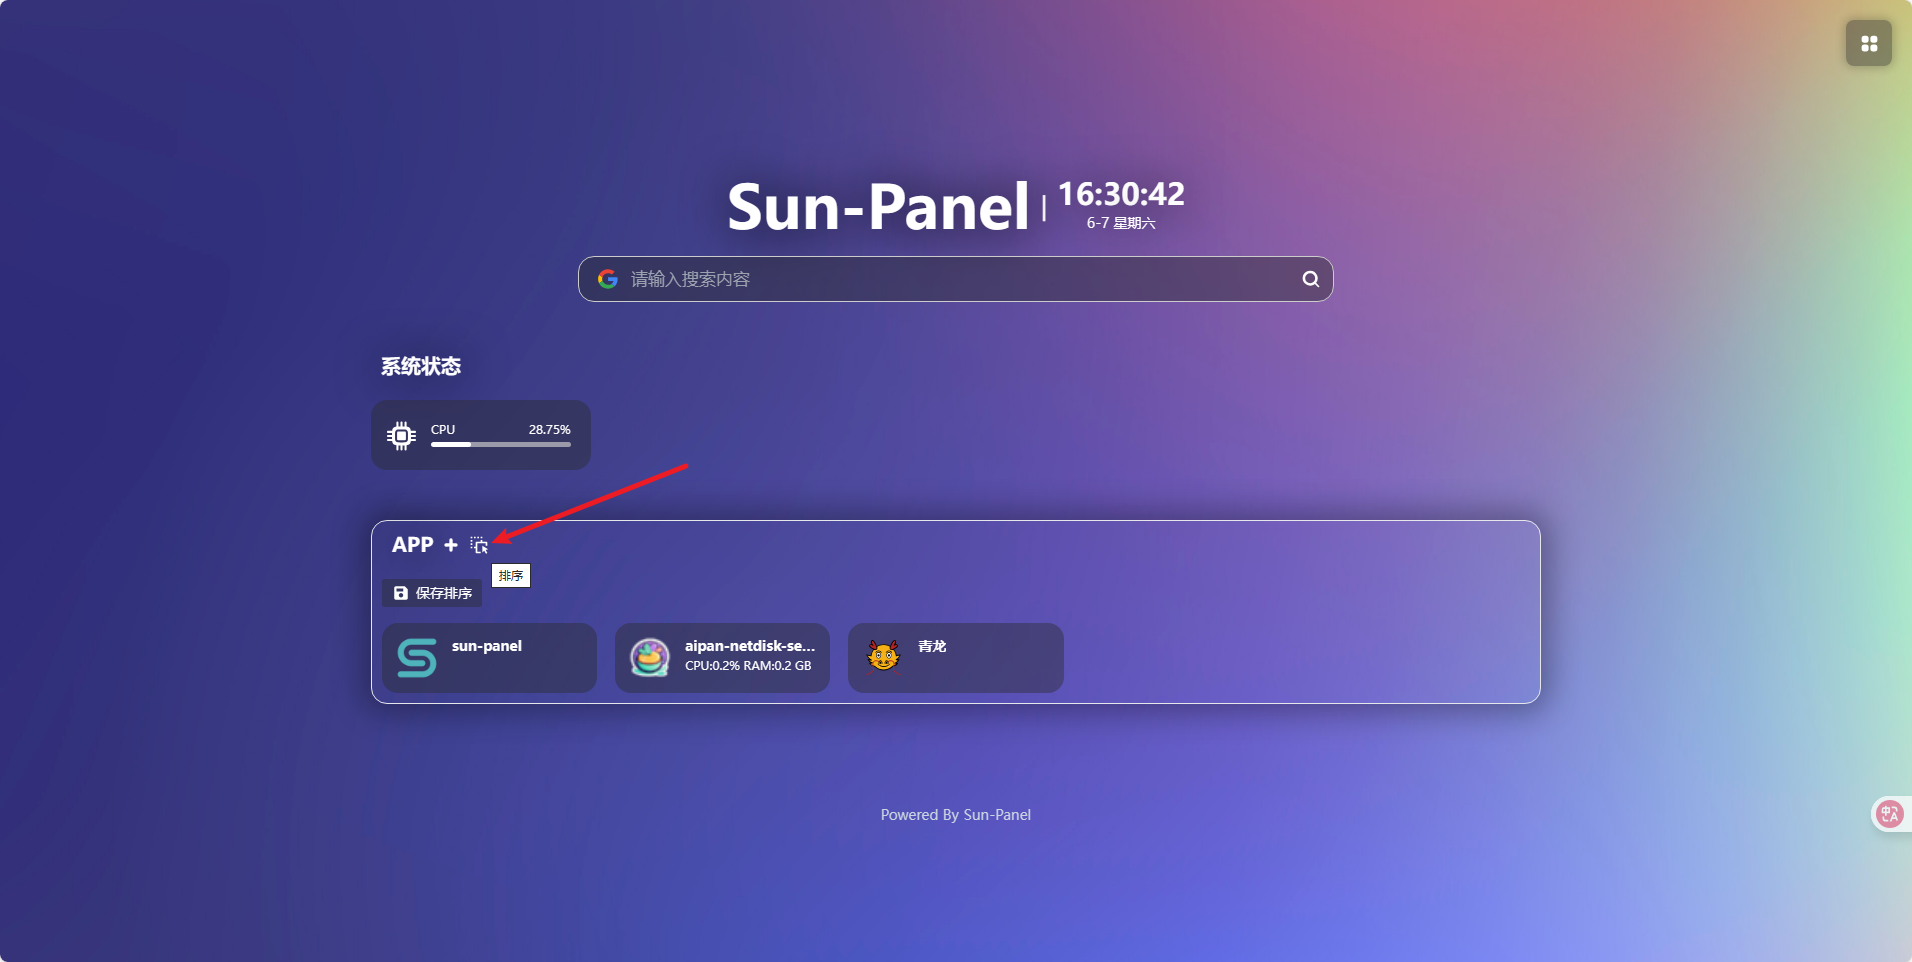 Sun-Panel
|
16:30:42
6-7 星期六
请输入搜索内容
系统状态
CPU 28.75%
APP
排序
保存排序
sun-panel
aipan-netdisk-se...
CPU:0.2% RAM:0.2 GB
青龙
Powered By Sun-Panel